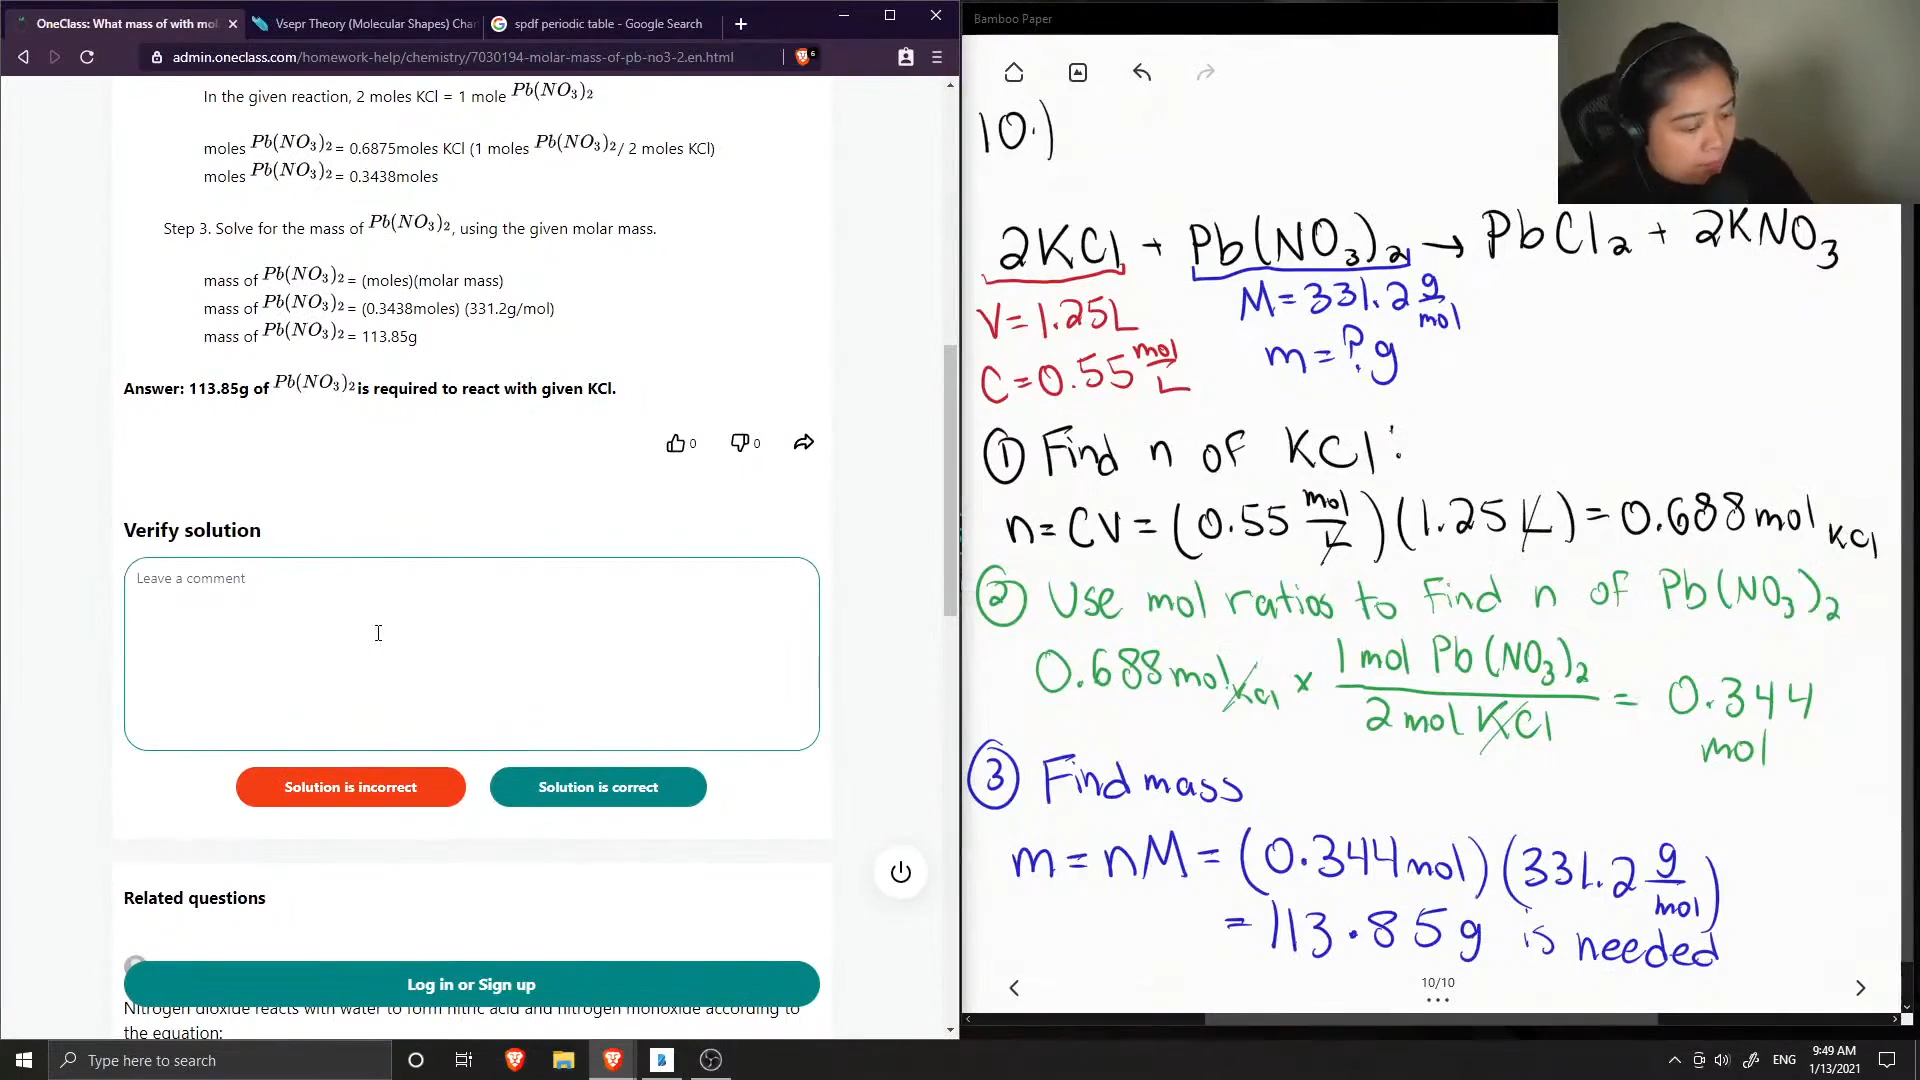 OneClass: What mass of with mol
Vsepr Theory (Molecular Shapes) Char
spdf periodic table - Google Search
admin.oneclass.com/homework-help/chemistry/7030194-molar-mass-of-pb-no3-2.en.html
6
In the given reaction, 2 moles KCl = 1 mole Pb(NO₃)₂
moles Pb(NO₃)₂ = 0.6875moles KCl (1 moles Pb(NO₃)₂/ 2 moles KCl)
moles Pb(NO₃)₂ = 0.3438moles
Step 3. Solve for the mass of Pb(NO₃)₂, using the given molar mass.
mass of Pb(NO₃)₂ = (moles)(molar mass)
mass of Pb(NO₃)₂ = (0.3438moles) (331.2g/mol)
mass of Pb(NO₃)₂ = 113.85g
Answer: 113.85g of Pb(NO₃)₂ is required to react with given KCl.
0
0
Verify solution
Leave a comment
Solution is incorrect
Solution is correct
Related questions
Log in or Sign up
Nitrogen dioxide reacts with water to form nitric acid and nitrogen monoxide according to
the equation:
Bamboo Paper
10.)
2KCl + Pb(NO₃)₂ → PbCl₂ + 2KNO₃
V = 1.25L
C = 0.55 mol/L
M = 331.2 g/mol
m = ? g
① Find n of KCl:
n = CV = (0.55 mol/L)(1.25 L) = 0.688 mol KCl
② Use mol ratios to find n of Pb(NO₃)₂
0.688 mol KCl × 1 mol Pb(NO₃)₂ / 2 mol KCl = 0.344 mol
③ Find mass
m = nM = (0.344 mol)(331.2 g/mol)
= 113.85g is needed
10/10
Type here to search
ENG
9:49 AM
1/13/2021